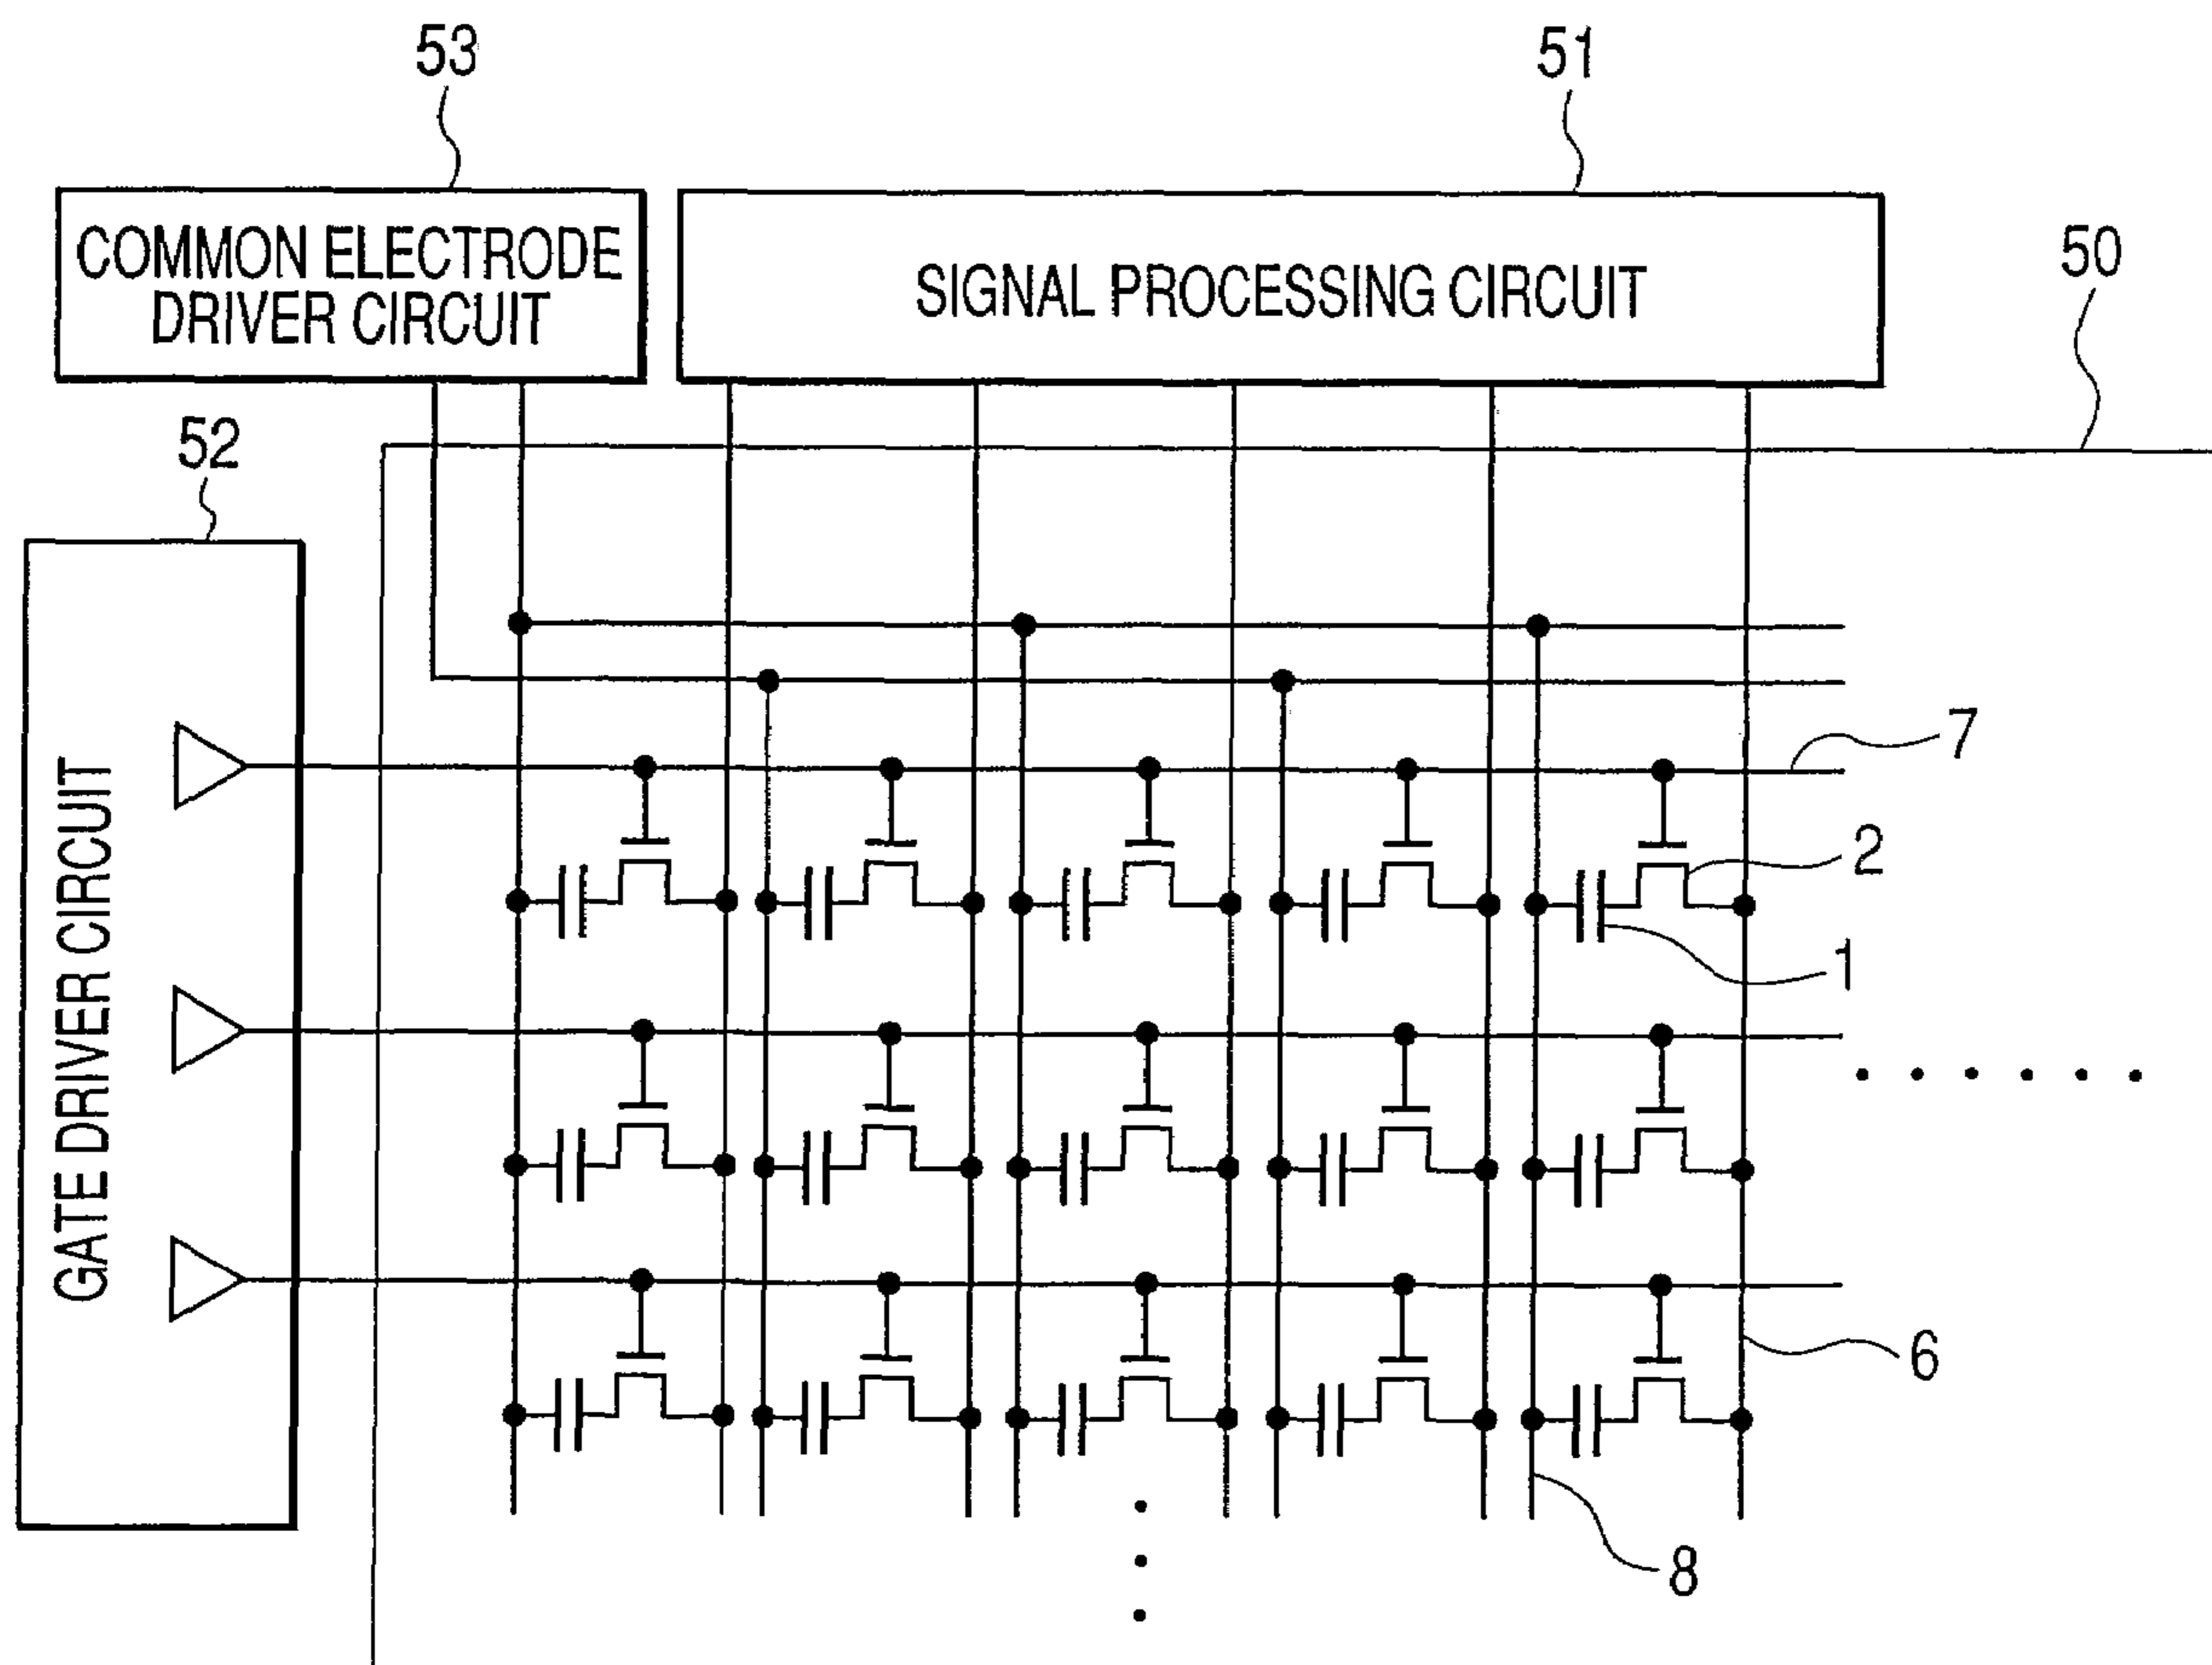 53
51
COMMON ELECTRODE
DRIVER CIRCUIT
SIGNAL PROCESSING CIRCUIT
50
52
GATE DRIVER CIRCUIT
7
2
1
6
8